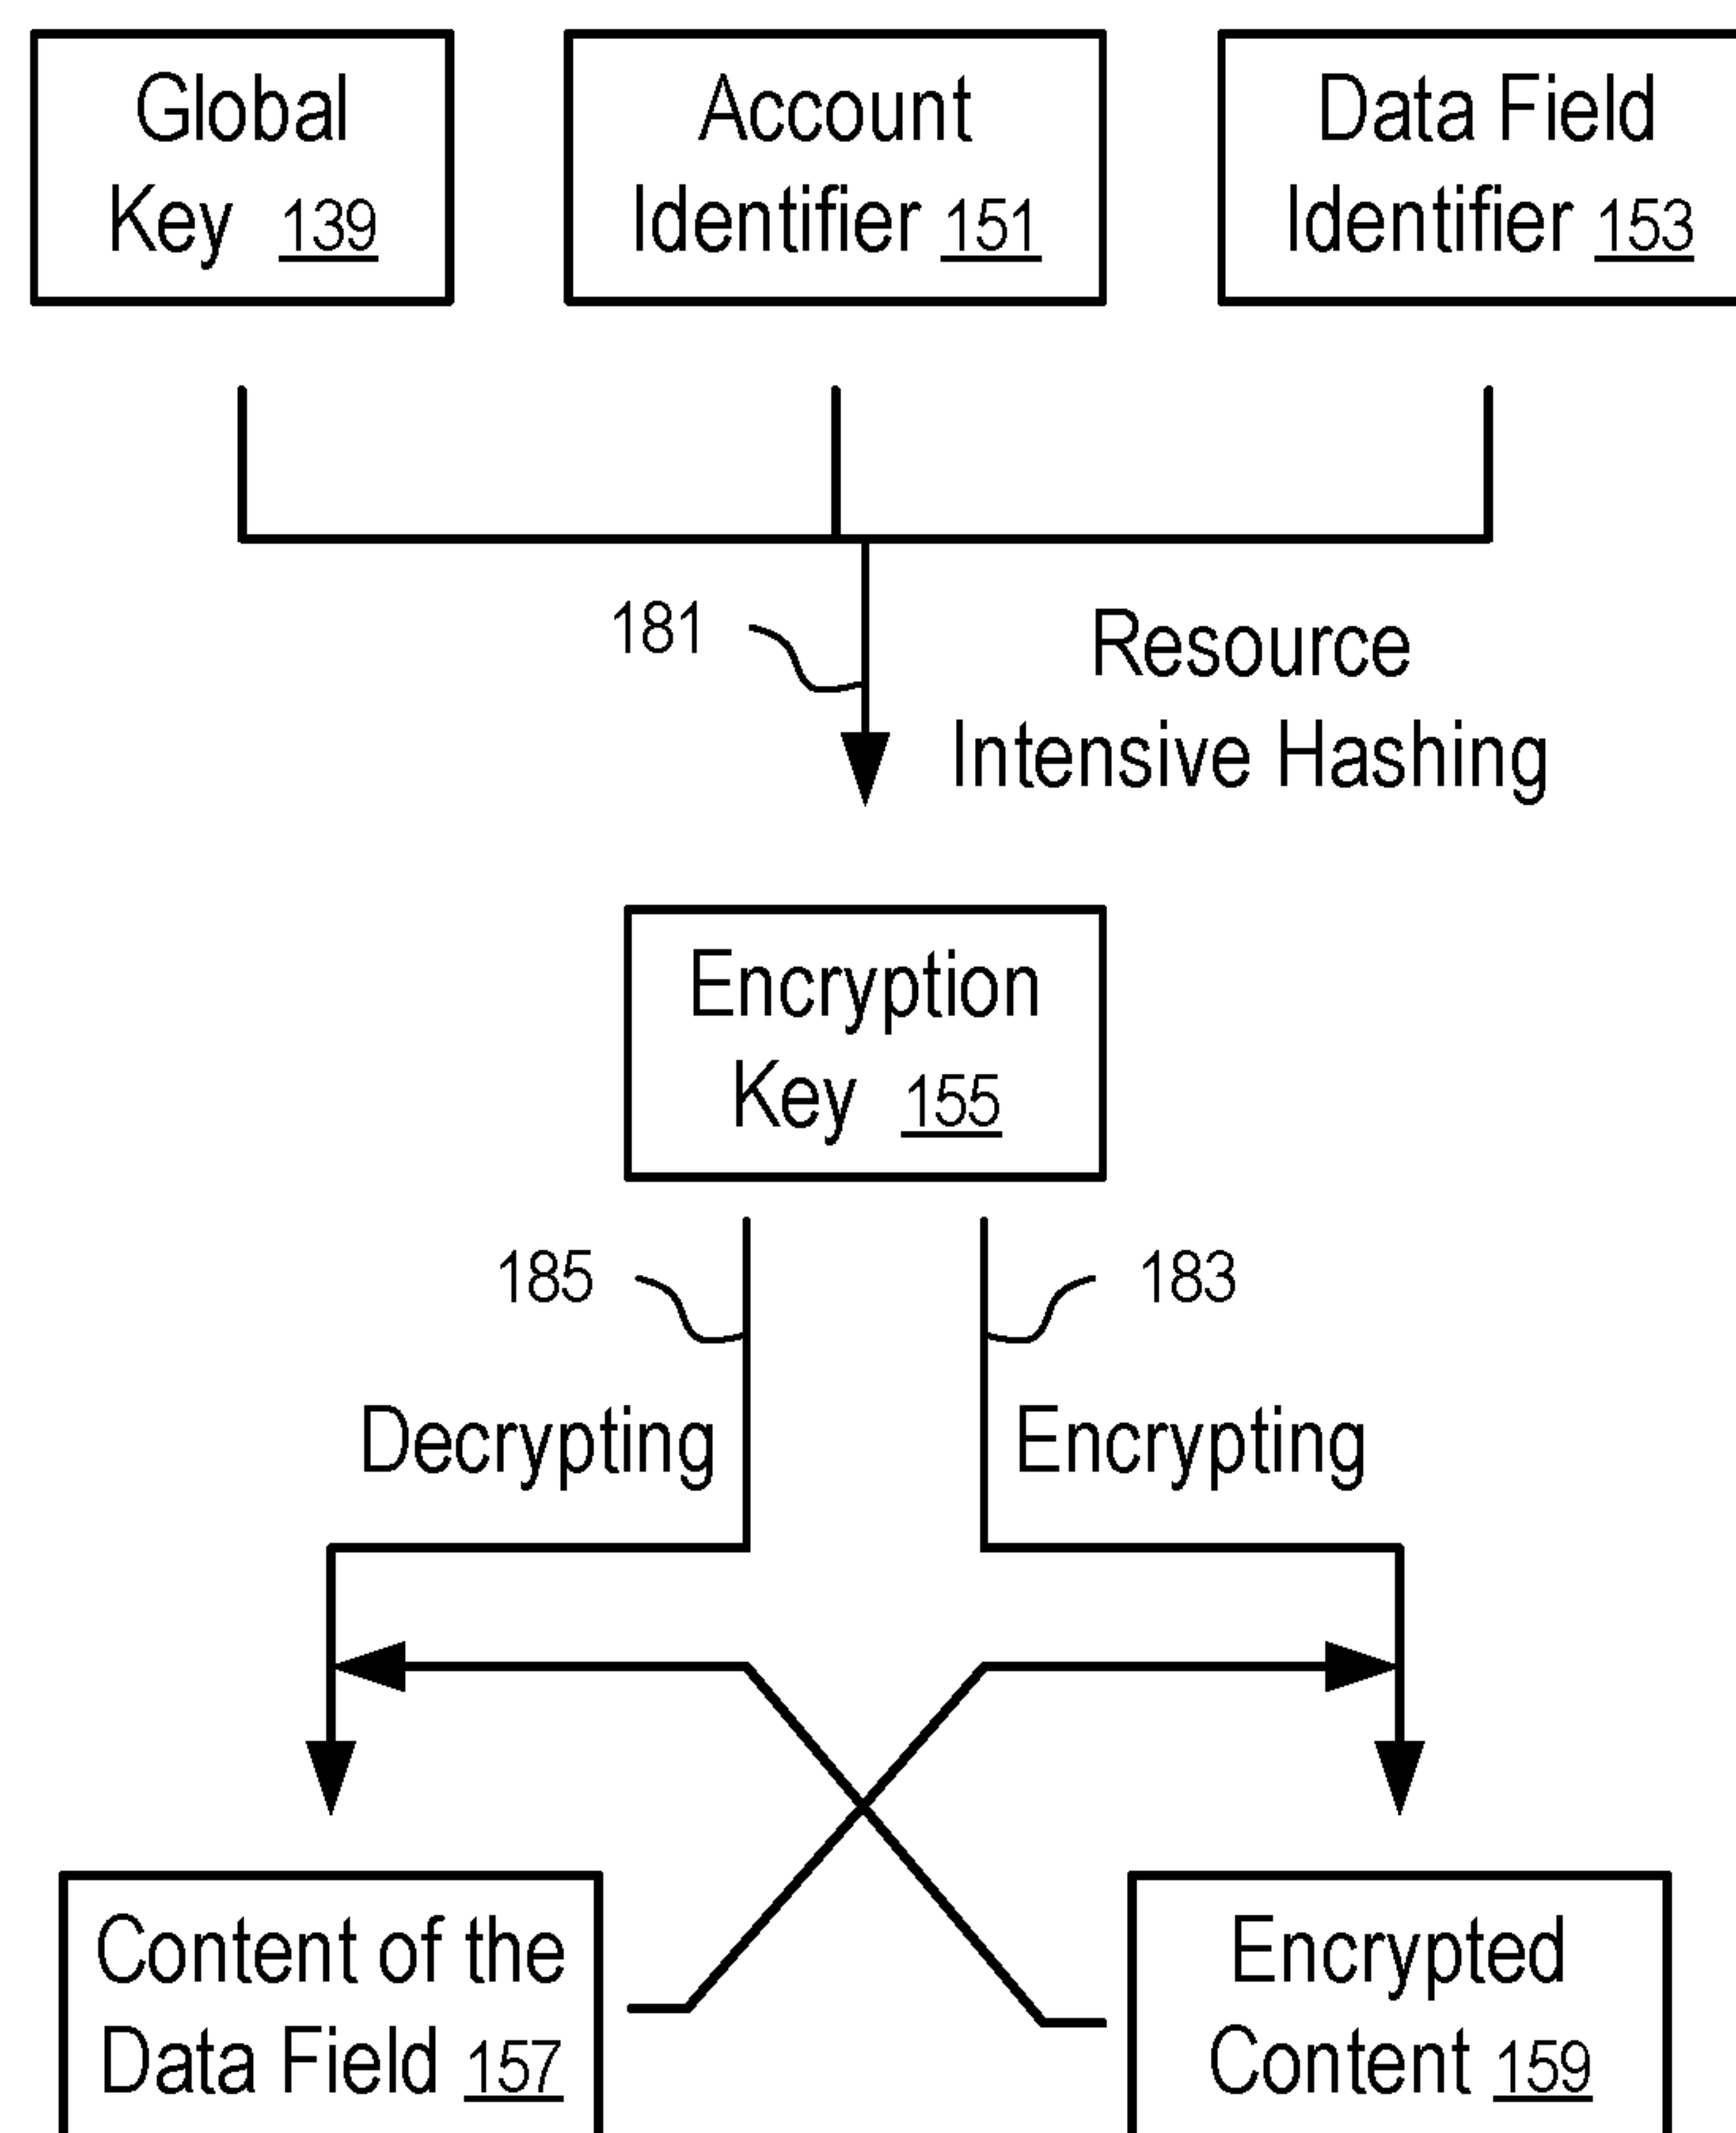 Global
Key 139
Account
Identifier 151
Data Field
Identifier 153
181
Resource
Intensive Hashing
Encryption
Key 155
185
183
Decrypting
Encrypting
Content of the
Data Field 157
Encrypted
Content 159